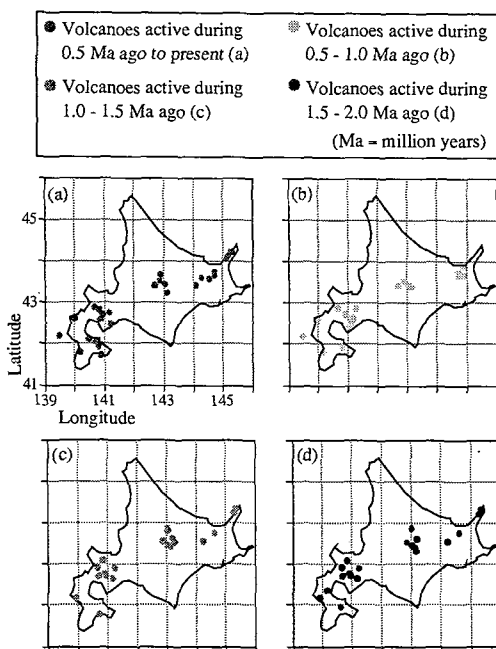 Volcanoes active during
0.5 Ma ago to present (a)
Volcanoes active during
0.5 - 1.0 Ma ago (b)
Volcanoes active during
1.0 - 1.5 Ma ago (c)
Volcanoes active during
1.5 - 2.0 Ma ago (d)
(Ma = million years)
(a)
(b)
45
44
43
42
41
Latitude
139
141
143
145
Longitude
(c)
(d)